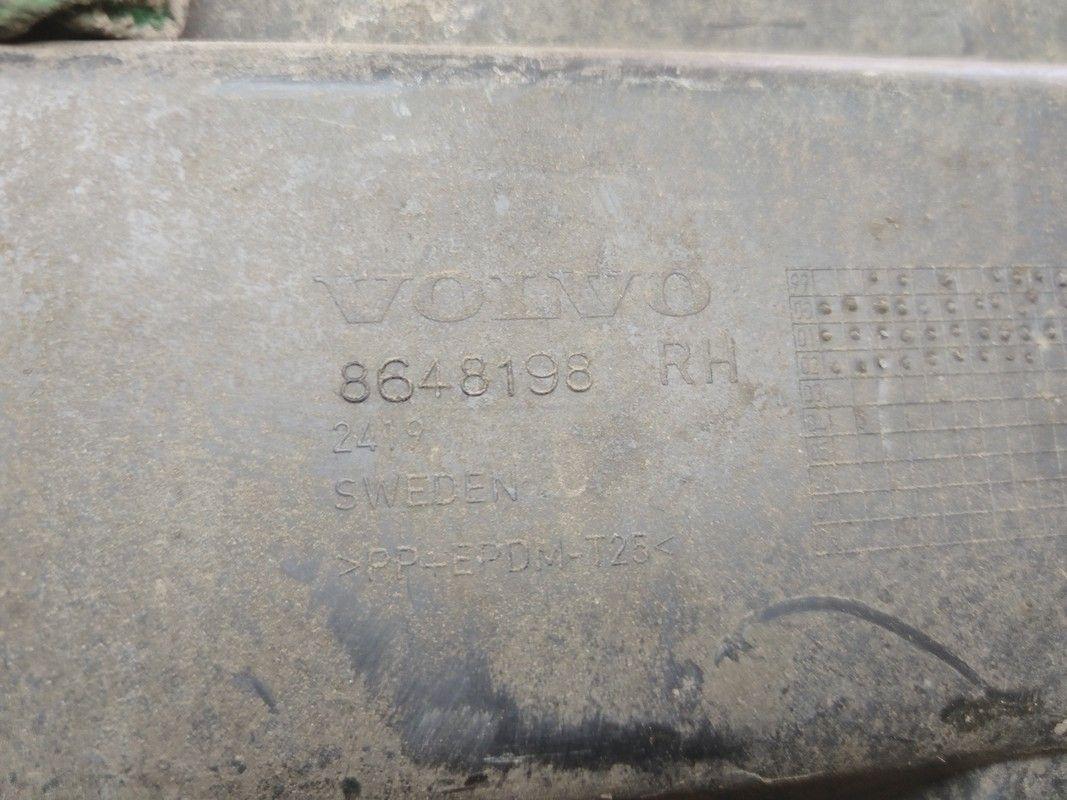 VOLVO
8648198 RH
2419
SWEDEN
>PP+EPDM-T25<